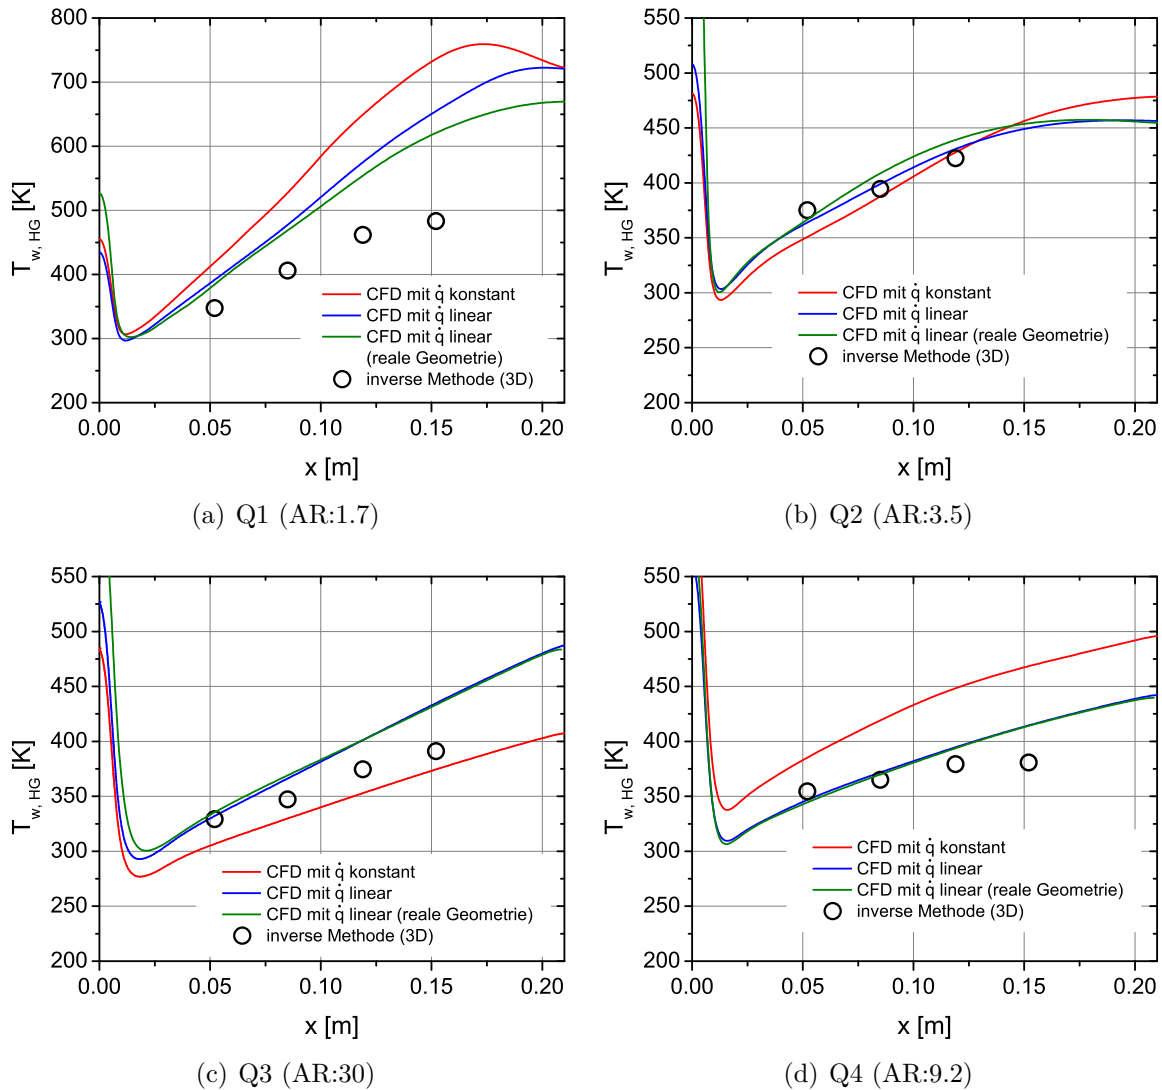 800
700
600
500
400
300
200
T_w, HG [K]
CFD mit q̇ konstant
CFD mit q̇ linear
CFD mit q̇ linear
(reale Geometrie)
inverse Methode (3D)
0.00 0.05 0.10 0.15 0.20
x [m]
(a) Q1 (AR:1.7)
550
500
450
400
350
300
250
200
T_w, HG [K]
CFD mit q̇ konstant
CFD mit q̇ linear
CFD mit q̇ linear (reale Geometrie)
inverse Methode (3D)
0.00 0.05 0.10 0.15 0.20
x [m]
(b) Q2 (AR:3.5)
550
500
450
400
350
300
250
200
T_w, HG [K]
CFD mit q̇ konstant
CFD mit q̇ linear
CFD mit q̇ linear (reale Geometrie)
inverse Methode (3D)
0.00 0.05 0.10 0.15 0.20
x [m]
(c) Q3 (AR:30)
550
500
450
400
350
300
250
200
T_w, HG [K]
CFD mit q̇ konstant
CFD mit q̇ linear
CFD mit q̇ linear (reale Geometrie)
inverse Methode (3D)
0.00 0.05 0.10 0.15 0.20
x [m]
(d) Q4 (AR:9.2)